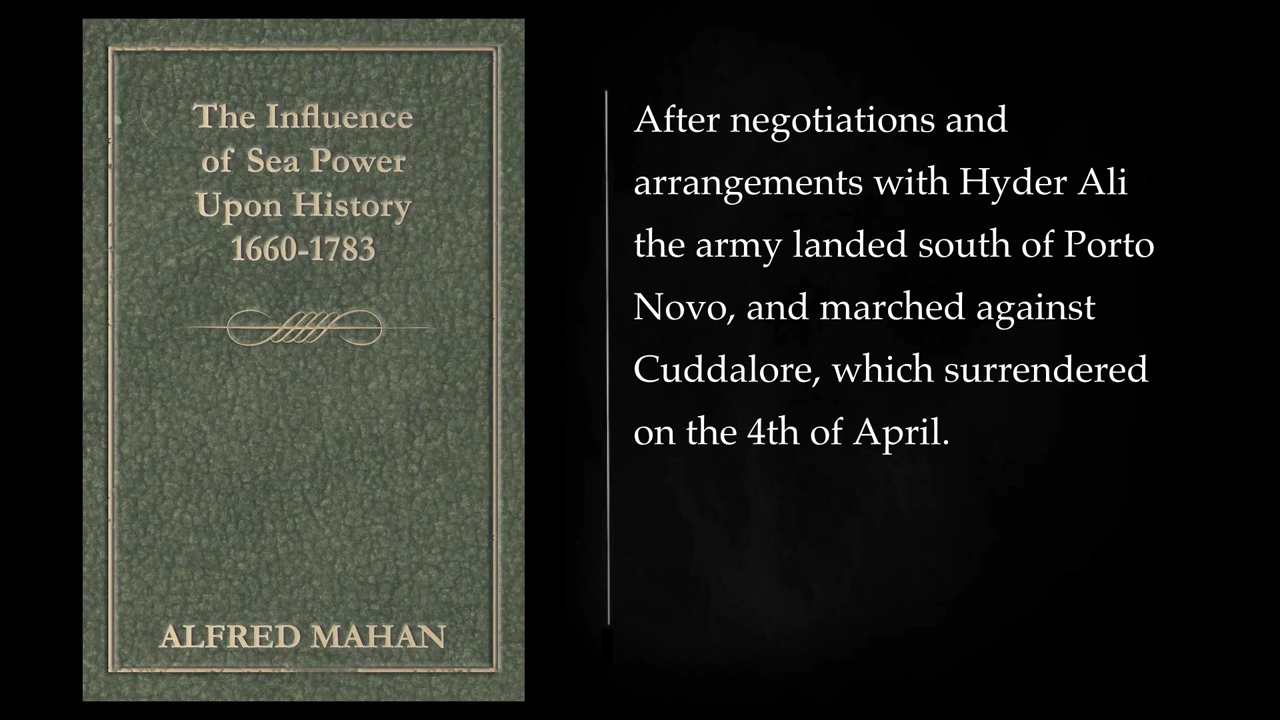 The Influence
of Sea Power
Upon History
1660-1783
ALFRED MAHAN
After negotiations and
arrangements with Hyder Ali
the army landed south of Porto
Novo, and marched against
Cuddalore, which surrendered
on the 4th of April.